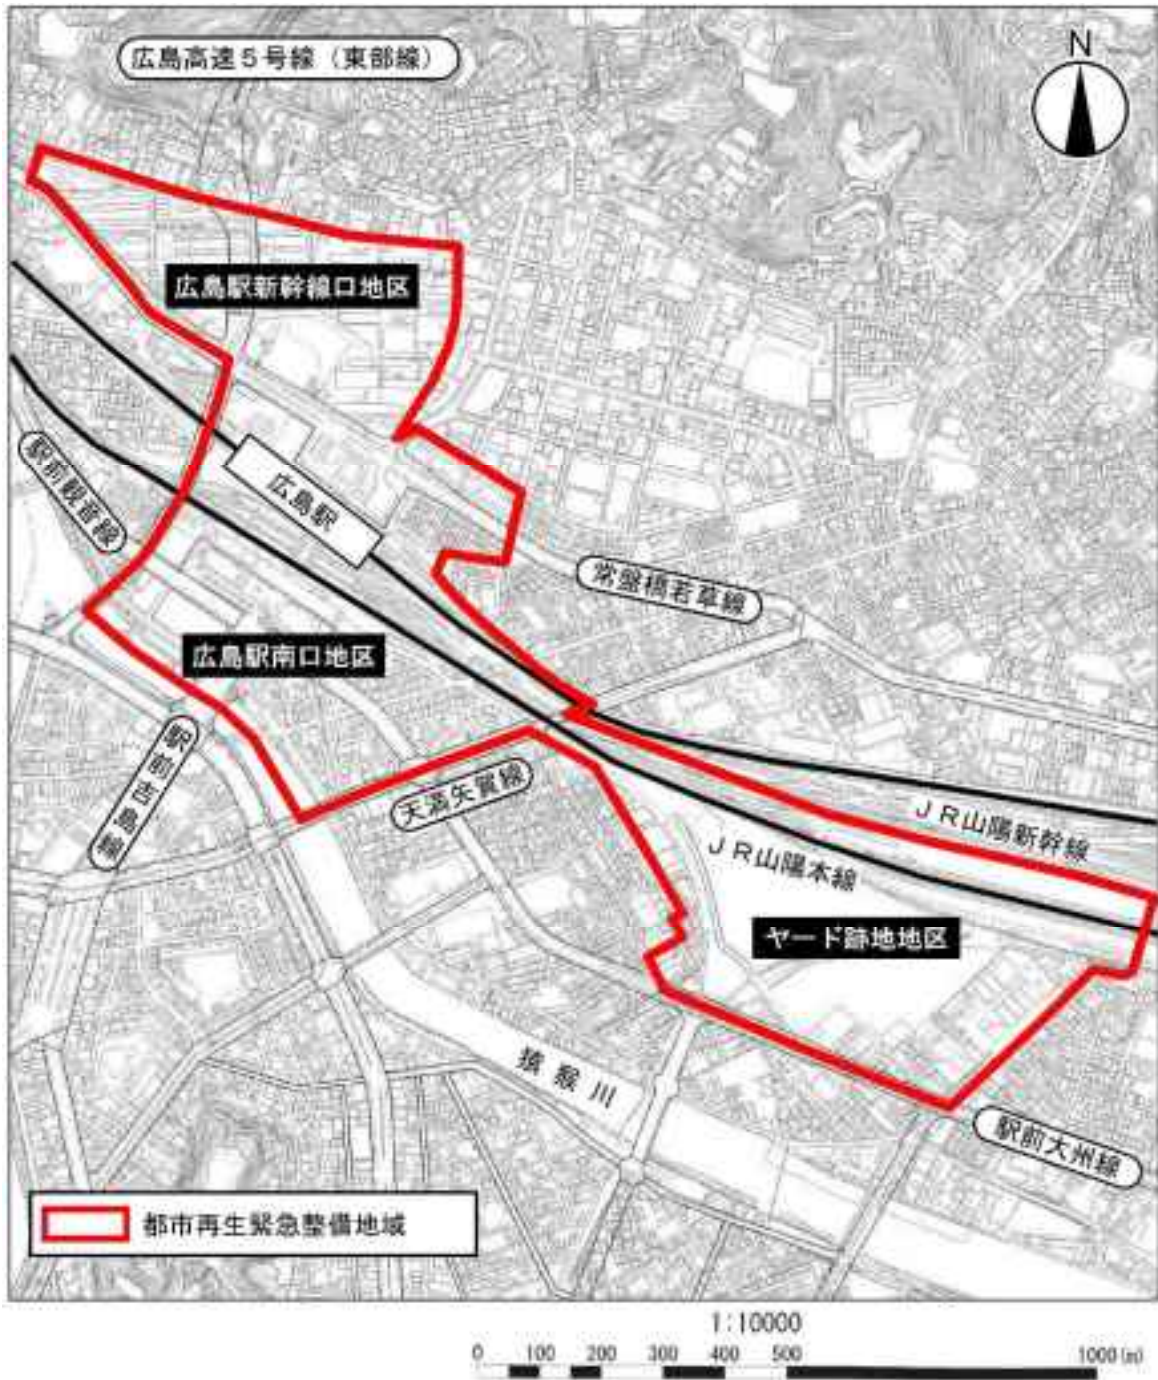 広島高速5号線(東部線)
N
広島駅新幹線口地区
駅前観音線
広島駅
常盤橋若草線
広島駅南口地区
駅前吉島線
天満矢賀線
JR山陽新幹線
JR山陽本線
ヤード跡地地区
猿猴川
駅前大州線
都市再生緊急整備地域
1:10000
0 100 200 300 400 500 1000(m)